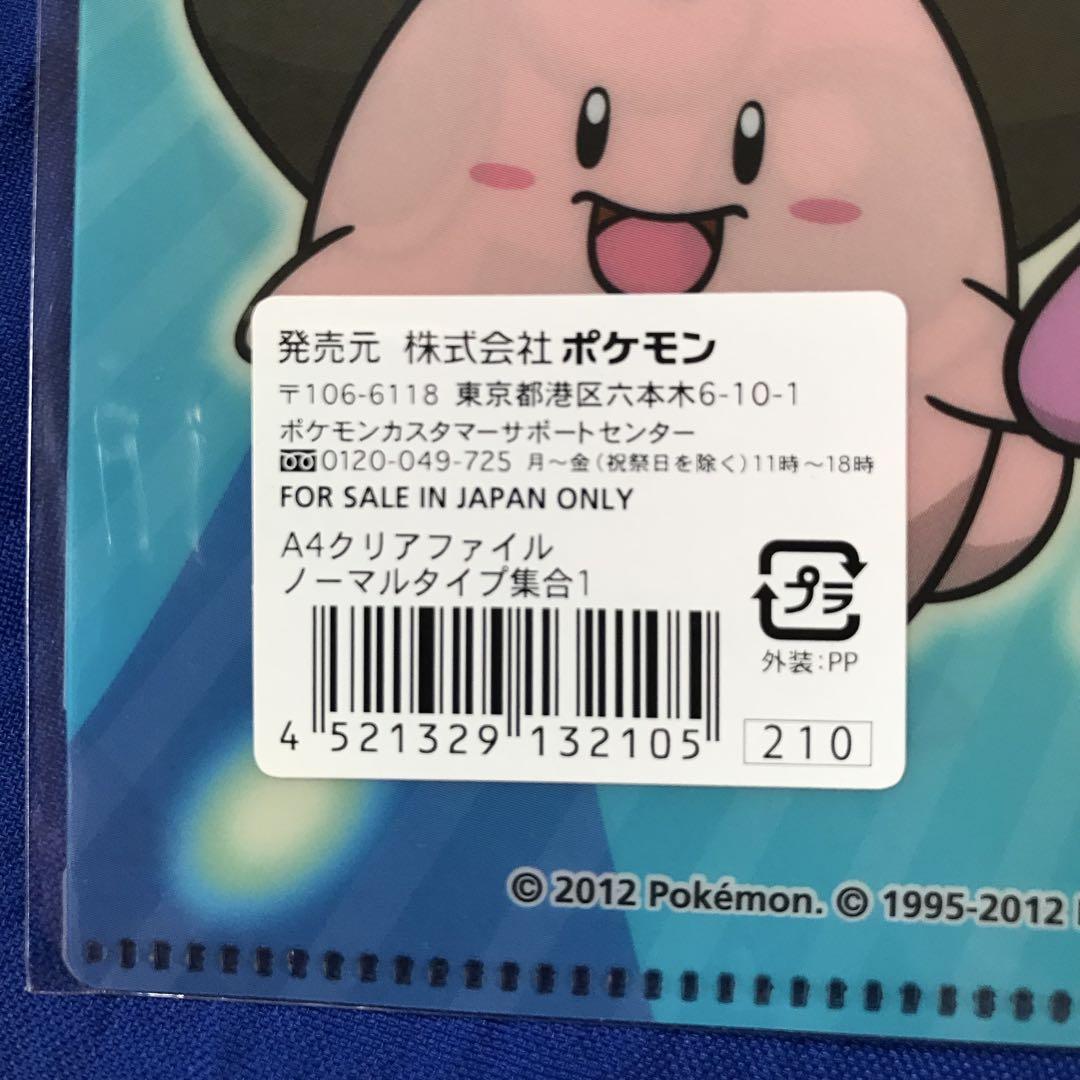 発売元 株式会社ポケモン
〒106-6118 東京都港区六本木6-10-1
ポケモンカスタマーサポートセンター
0120-049-725 月～金(祝祭日を除く)11時～18時
FOR SALE IN JAPAN ONLY
A4クリアファイル
ノーマルタイプ集合1
プラ
外装:PP
4 521329 132105
210
© 2012 Pokémon. © 1995-2012